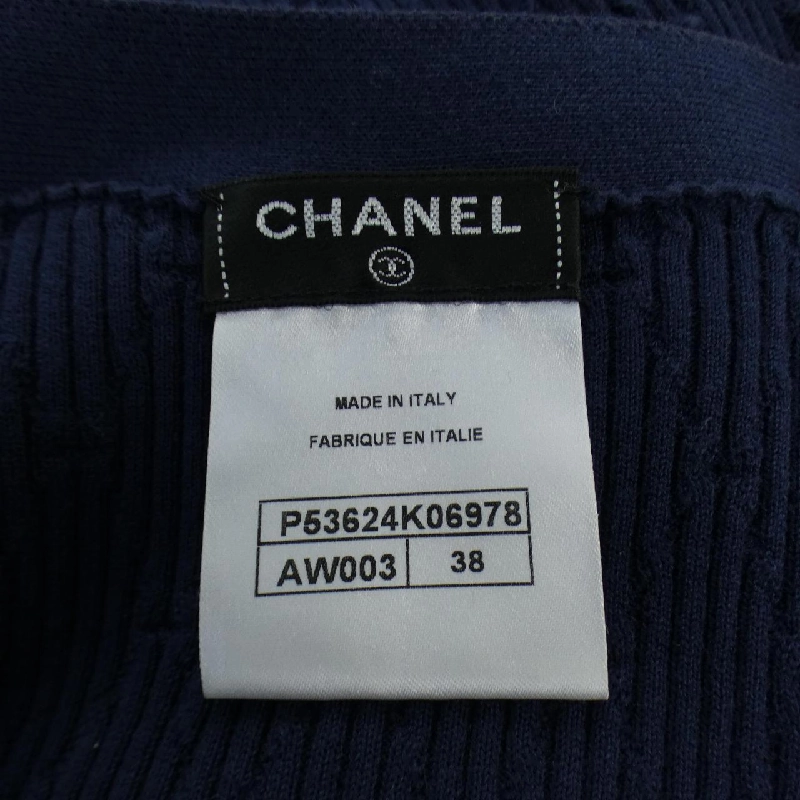 CHANEL
MADE IN ITALY
FABRIQUE EN ITALIE
P53624K06978
AW003 38